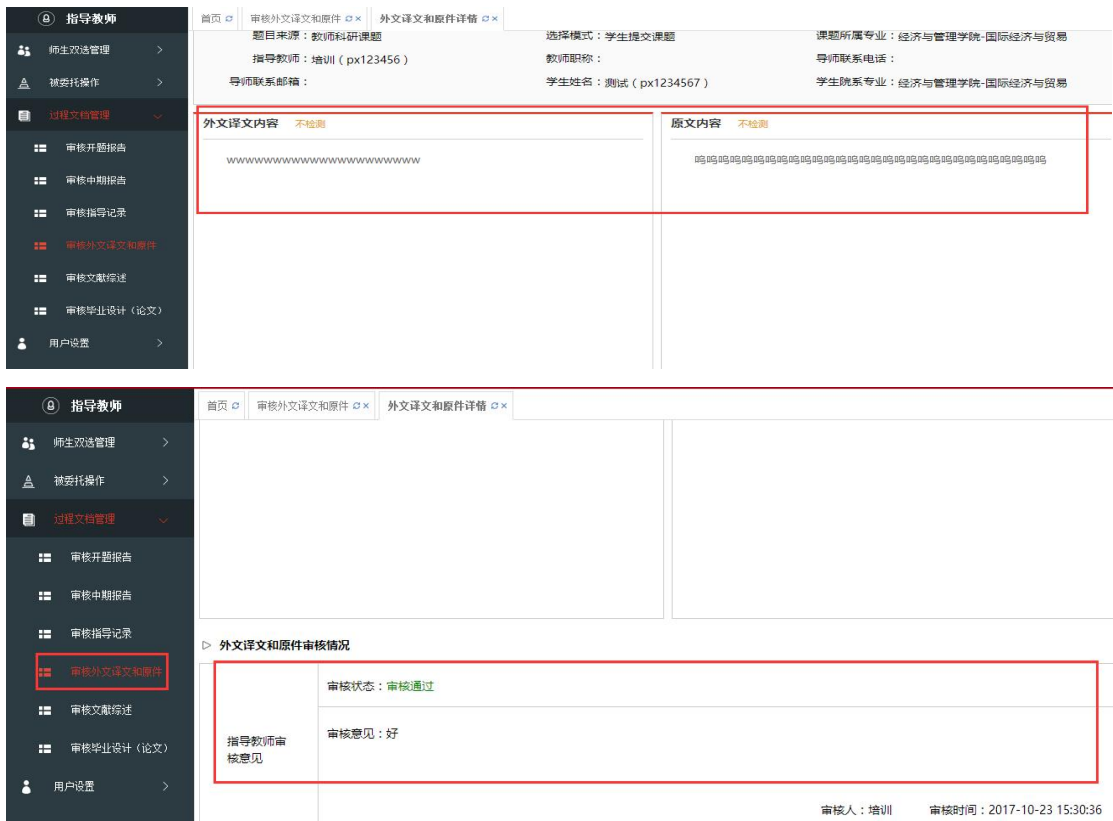 指导教师
首页 审核外文译文和原件 外文译文和原件详情
师生双选管理
被委托操作
过程文档管理
审核开题报告
审核中期报告
审核指导记录
审核外文译文和原件
审核文献综述
审核毕业设计（论文）
用户设置
题目来源：教师科研课题 选择模式：学生提交课题 课题所属专业：经济与管理学院-国际经济与贸易
指导教师：培训（px123456） 教师职称： 导师联系电话：
导师联系邮箱： 学生姓名：测试（px1234567） 学生院系专业：经济与管理学院-国际经济与贸易
外文译文内容 不检测
wwwwwwwwwwwwwwwwwwwww
原文内容 不检测
呜呜呜呜呜呜呜呜呜呜呜呜呜呜呜呜呜呜呜呜呜呜呜呜呜呜呜呜呜呜
指导教师
首页 审核外文译文和原件 外文译文和原件详情
师生双选管理
被委托操作
过程文档管理
审核开题报告
审核中期报告
审核指导记录
审核外文译文和原件
审核文献综述
审核毕业设计（论文）
用户设置
外文译文和原件审核情况
指导教师审
核意见
审核状态：审核通过
审核意见：好
审核人：培训 审核时间：2017-10-23 15:30:36